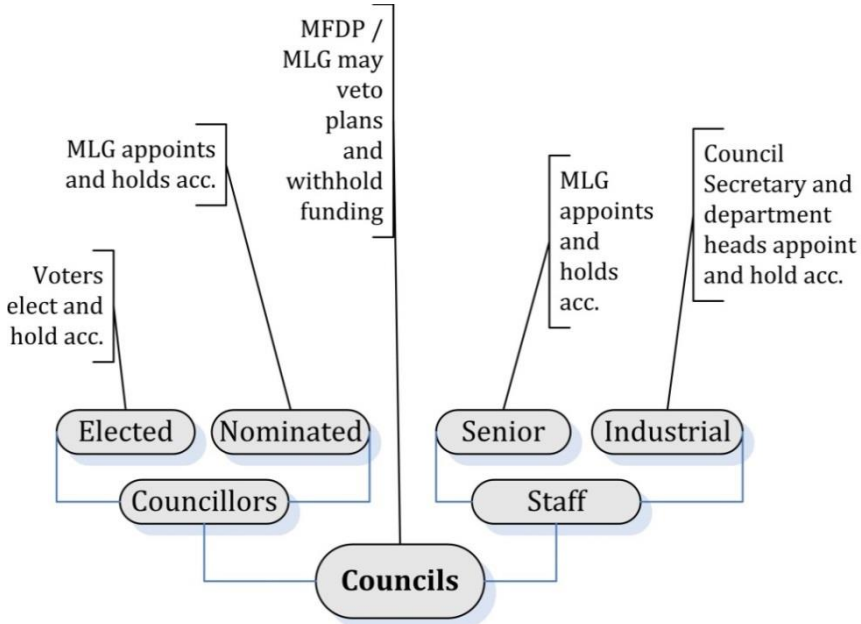 MFDP /
MLG may
veto
plans
and
withhold
funding
MLG appoints
and holds acc.
Voters
elect and
hold acc.
MLG
appoints
and
holds
acc.
Council
Secretary and
department
heads appoint
and hold acc.
Elected
Nominated
Senior
Industrial
Councillors
Staff
Councils